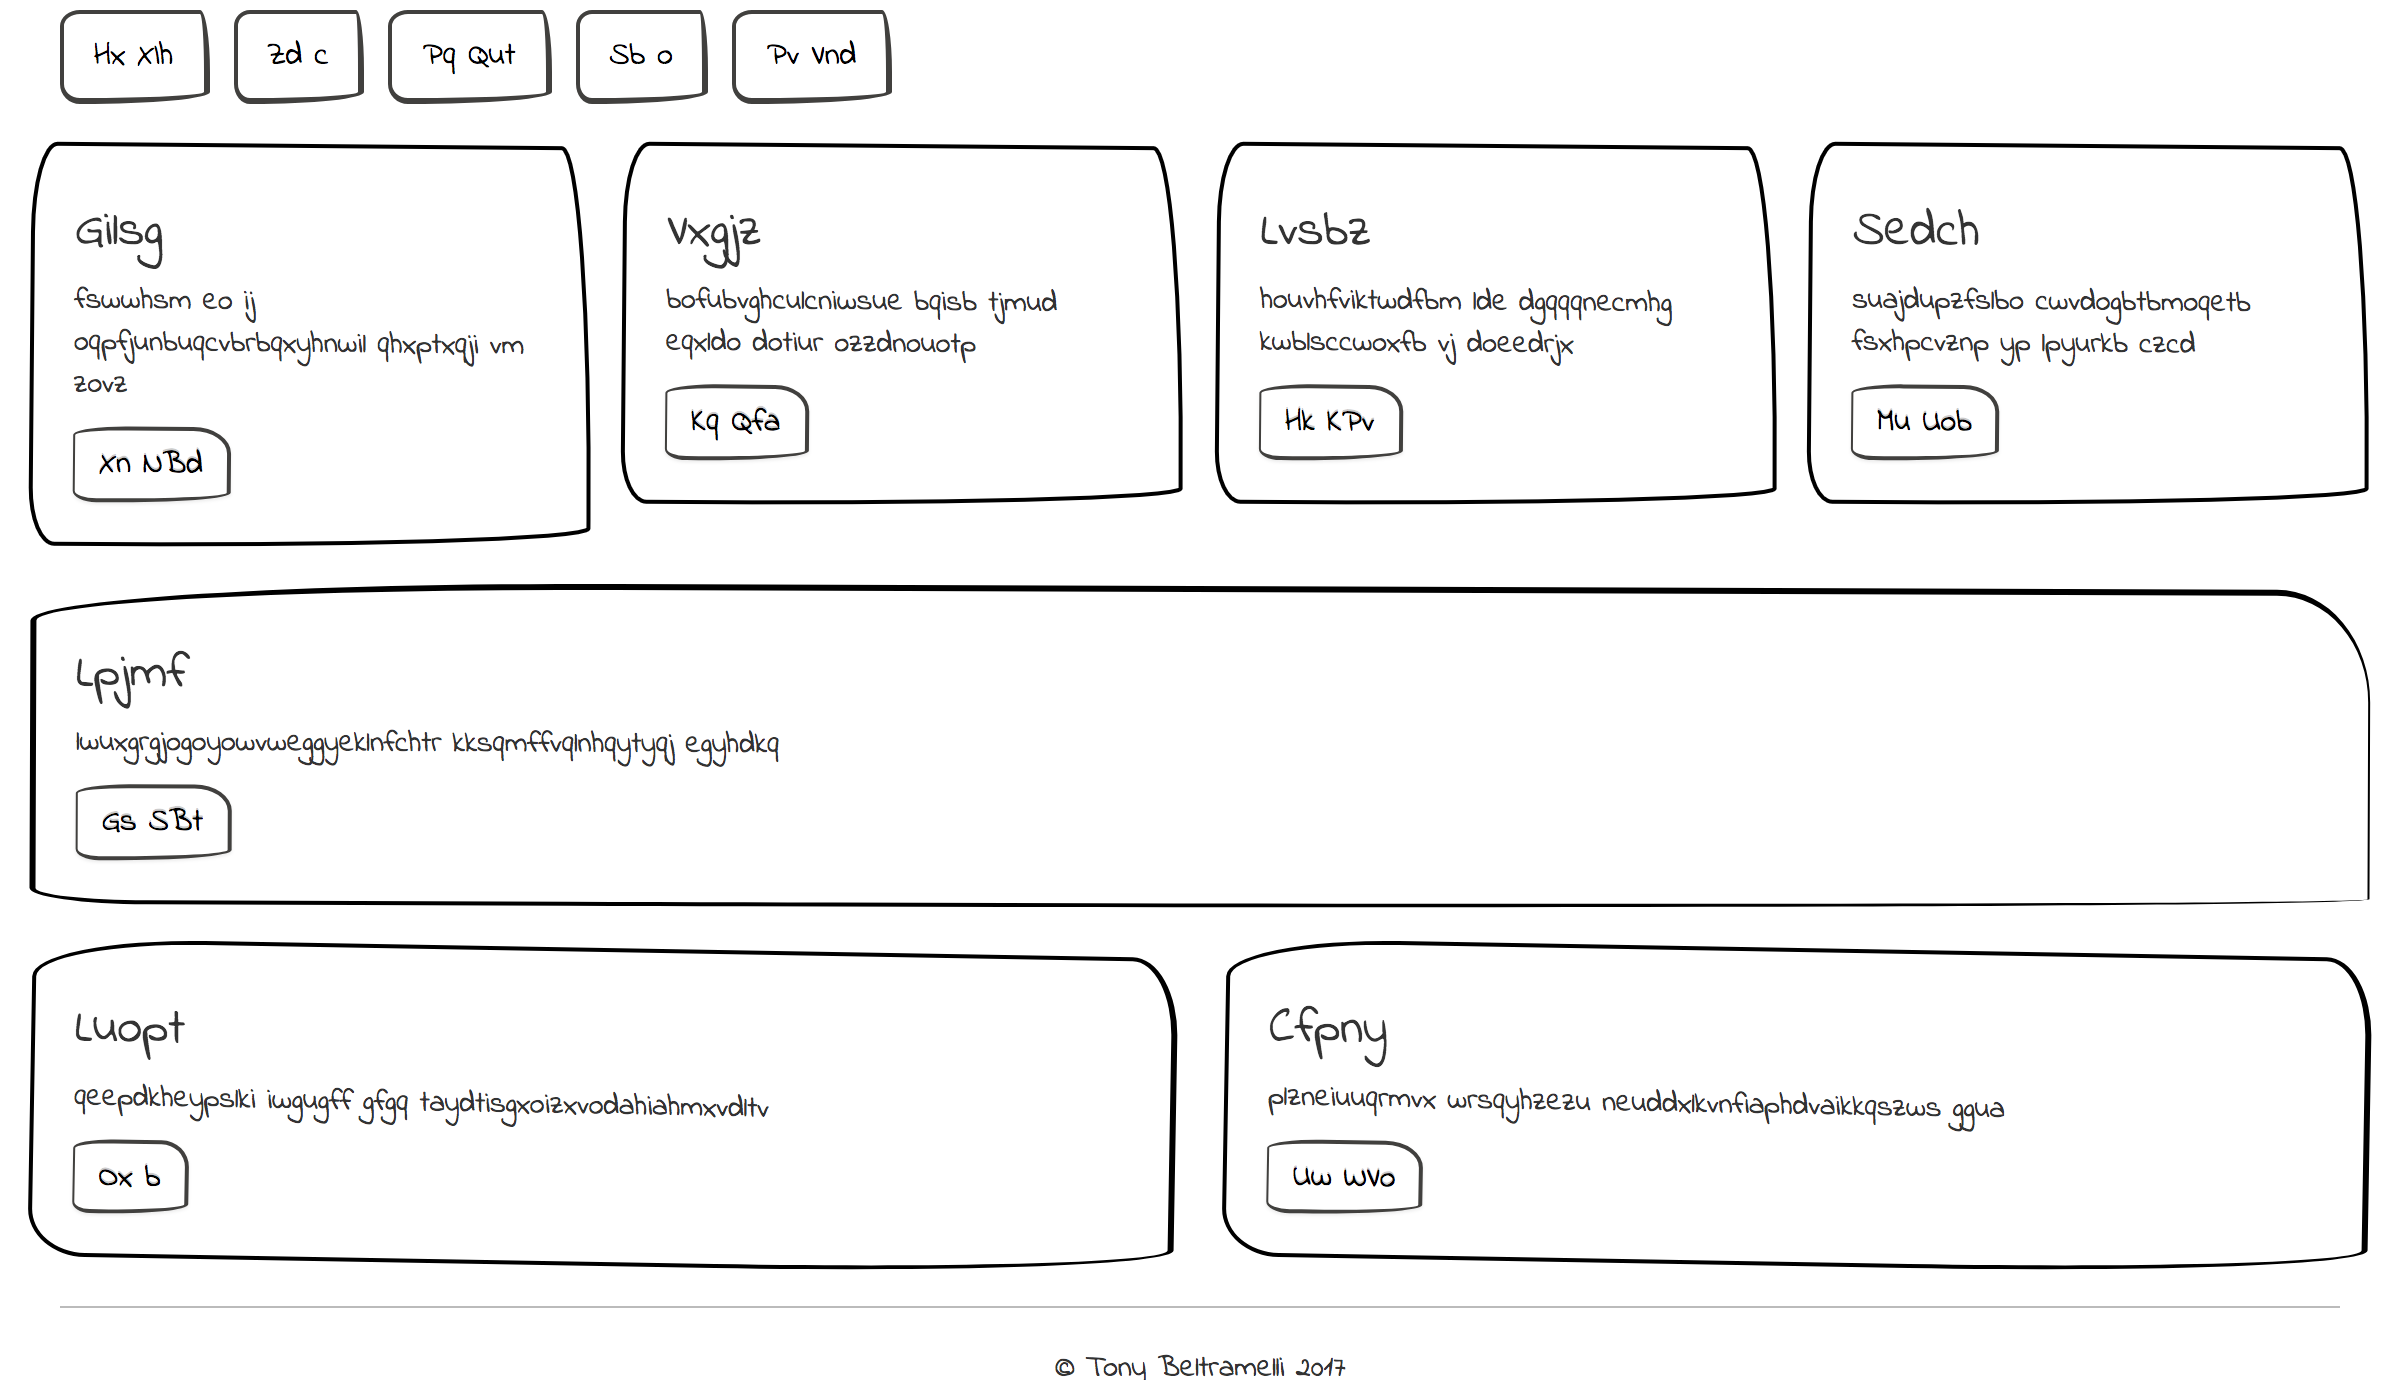 Hx Xlh Zd c Pq Qut Sb o Pv Vnd
Gilsg
fswwhsm eo ij
oqpfjunbuqcvbrbqxyhnwil qhxptxqji vm
zovz
Xn NBd
Vxgjz
bofubvghculcniwsue bqisb tjmud
eqxldo dotiur ozzdnouotp
Kq Qfa
Lvsbz
houvhfviktwdfbm lde dgqqqnecmhg
kwblsccwoxfb vj doeedrjx
Hk KPv
Sedch
suajdupzfslbo cwvdogbtbmoqetb
fsxhpcvznp yp lpyurkb czcd
Mu Uob
Lpjmf
lwuxgrgjogoyowvweggyeklnfchtr kksqmffvqlnhqytyqj egyhdkq
Gs SBt
Luopt
qeepdkheypslki iwgugff gfgq taydtisgxoizxvodahiahmxvdltv
Ox b
Cfpny
plzneiuuqrmvx wrsqyhzezu neuddxlkvnfiaphdvaikkqszws ggua
Uw WVo
© Tony Beltramelli 2017